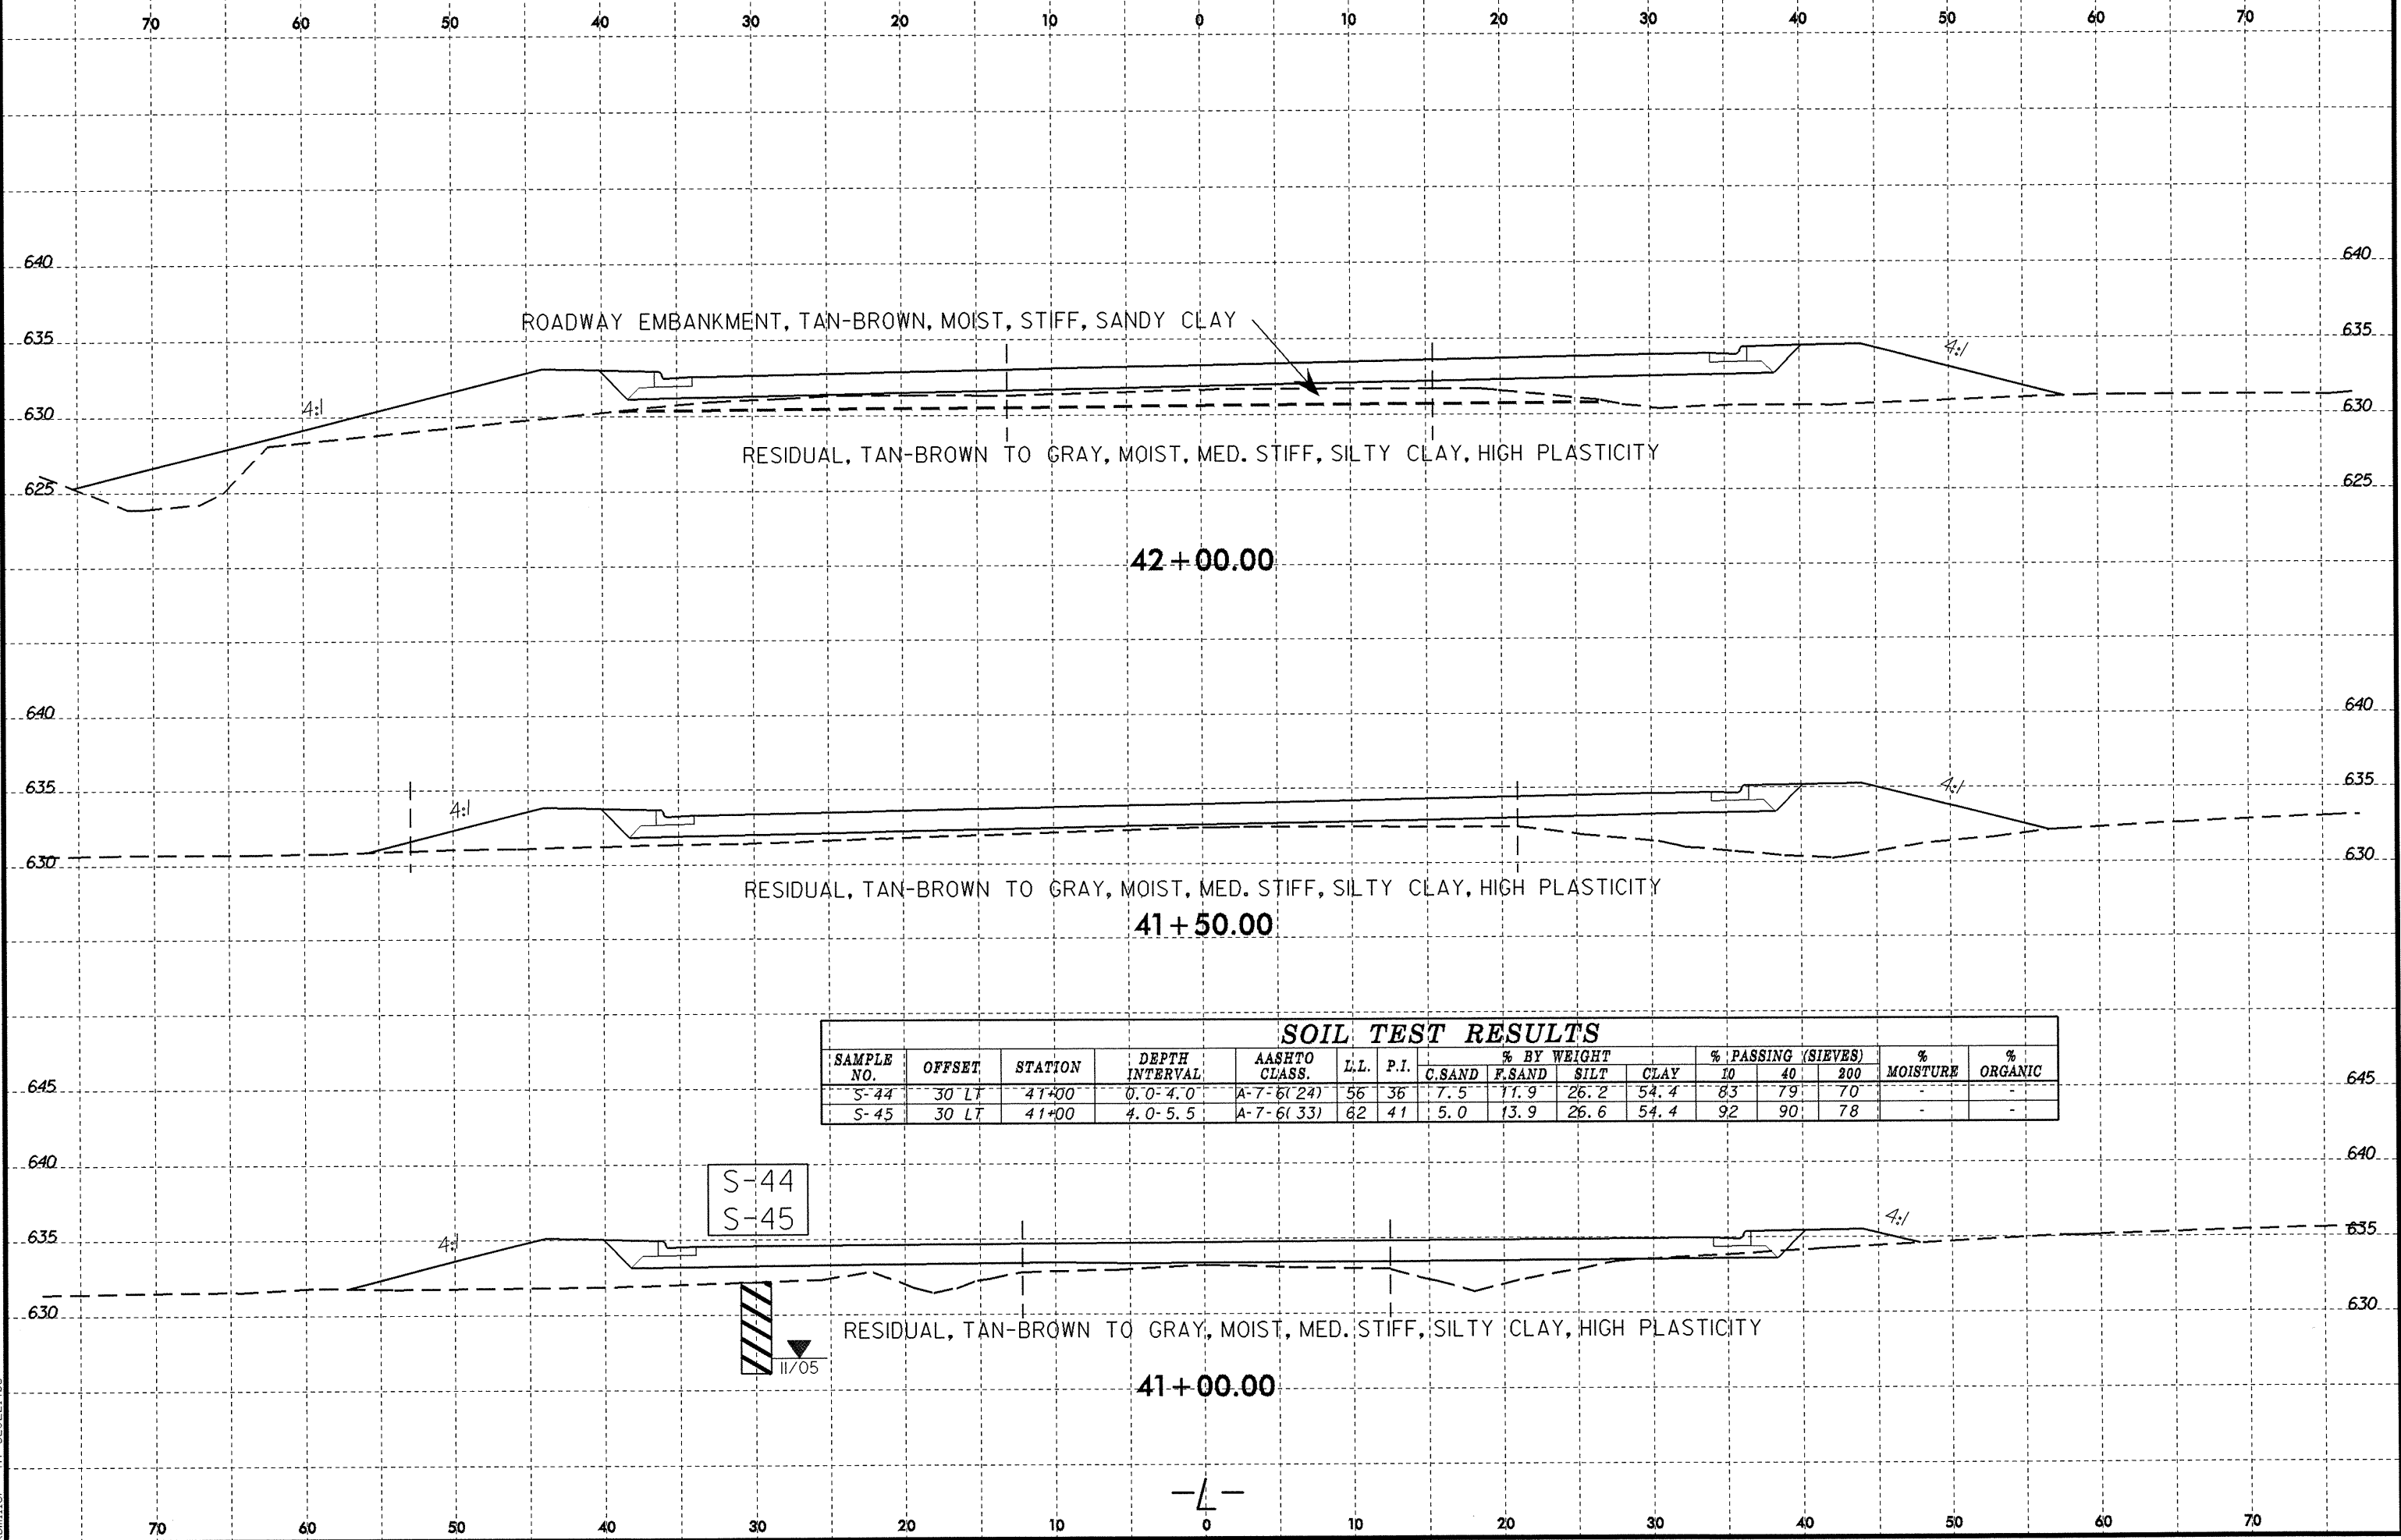 70 60 50 40 30 20 10 0 10 20 30 40 50 60 70
640 640
ROADWAY EMBANKMENT, TAN-BROWN, MOIST, STIFF, SANDY CLAY
635 635
4:1
4:1
630 630
RESIDUAL, TAN-BROWN TO GRAY, MOIST, MED. STIFF, SILTY CLAY, HIGH PLASTICITY
625 625
42+00.00
640 640
635 635
4:1 4:1
630 630
RESIDUAL, TAN-BROWN TO GRAY, MOIST, MED. STIFF, SILTY CLAY, HIGH PLASTICITY
41+50.00
SOIL TEST RESULTS
SAMPLE NO. OFFSET STATION DEPTH INTERVAL AASHTO CLASS. L.L. P.I. % BY WEIGHT % PASSING (SIEVES) % MOISTURE % ORGANIC
C.SAND F.SAND SILT CLAY 10 40 200
S-44 30 LT 41+00 0.0-4.0 A-7-6(24) 56 36 7.5 11.9 26.2 54.4 83 79 70 - -
S-45 30 LT 41+00 4.0-5.5 A-7-6(33) 62 41 5.0 13.9 26.6 54.4 92 90 78 - -
645 645
640 640
S-44
S-45
4:1
635 635
4:1
630 630
RESIDUAL, TAN-BROWN TO GRAY, MOIST, MED. STIFF, SILTY CLAY, HIGH PLASTICITY
11/05
41+00.00
-L-
70 60 50 40 30 20 10 0 10 20 30 40 50 60 70